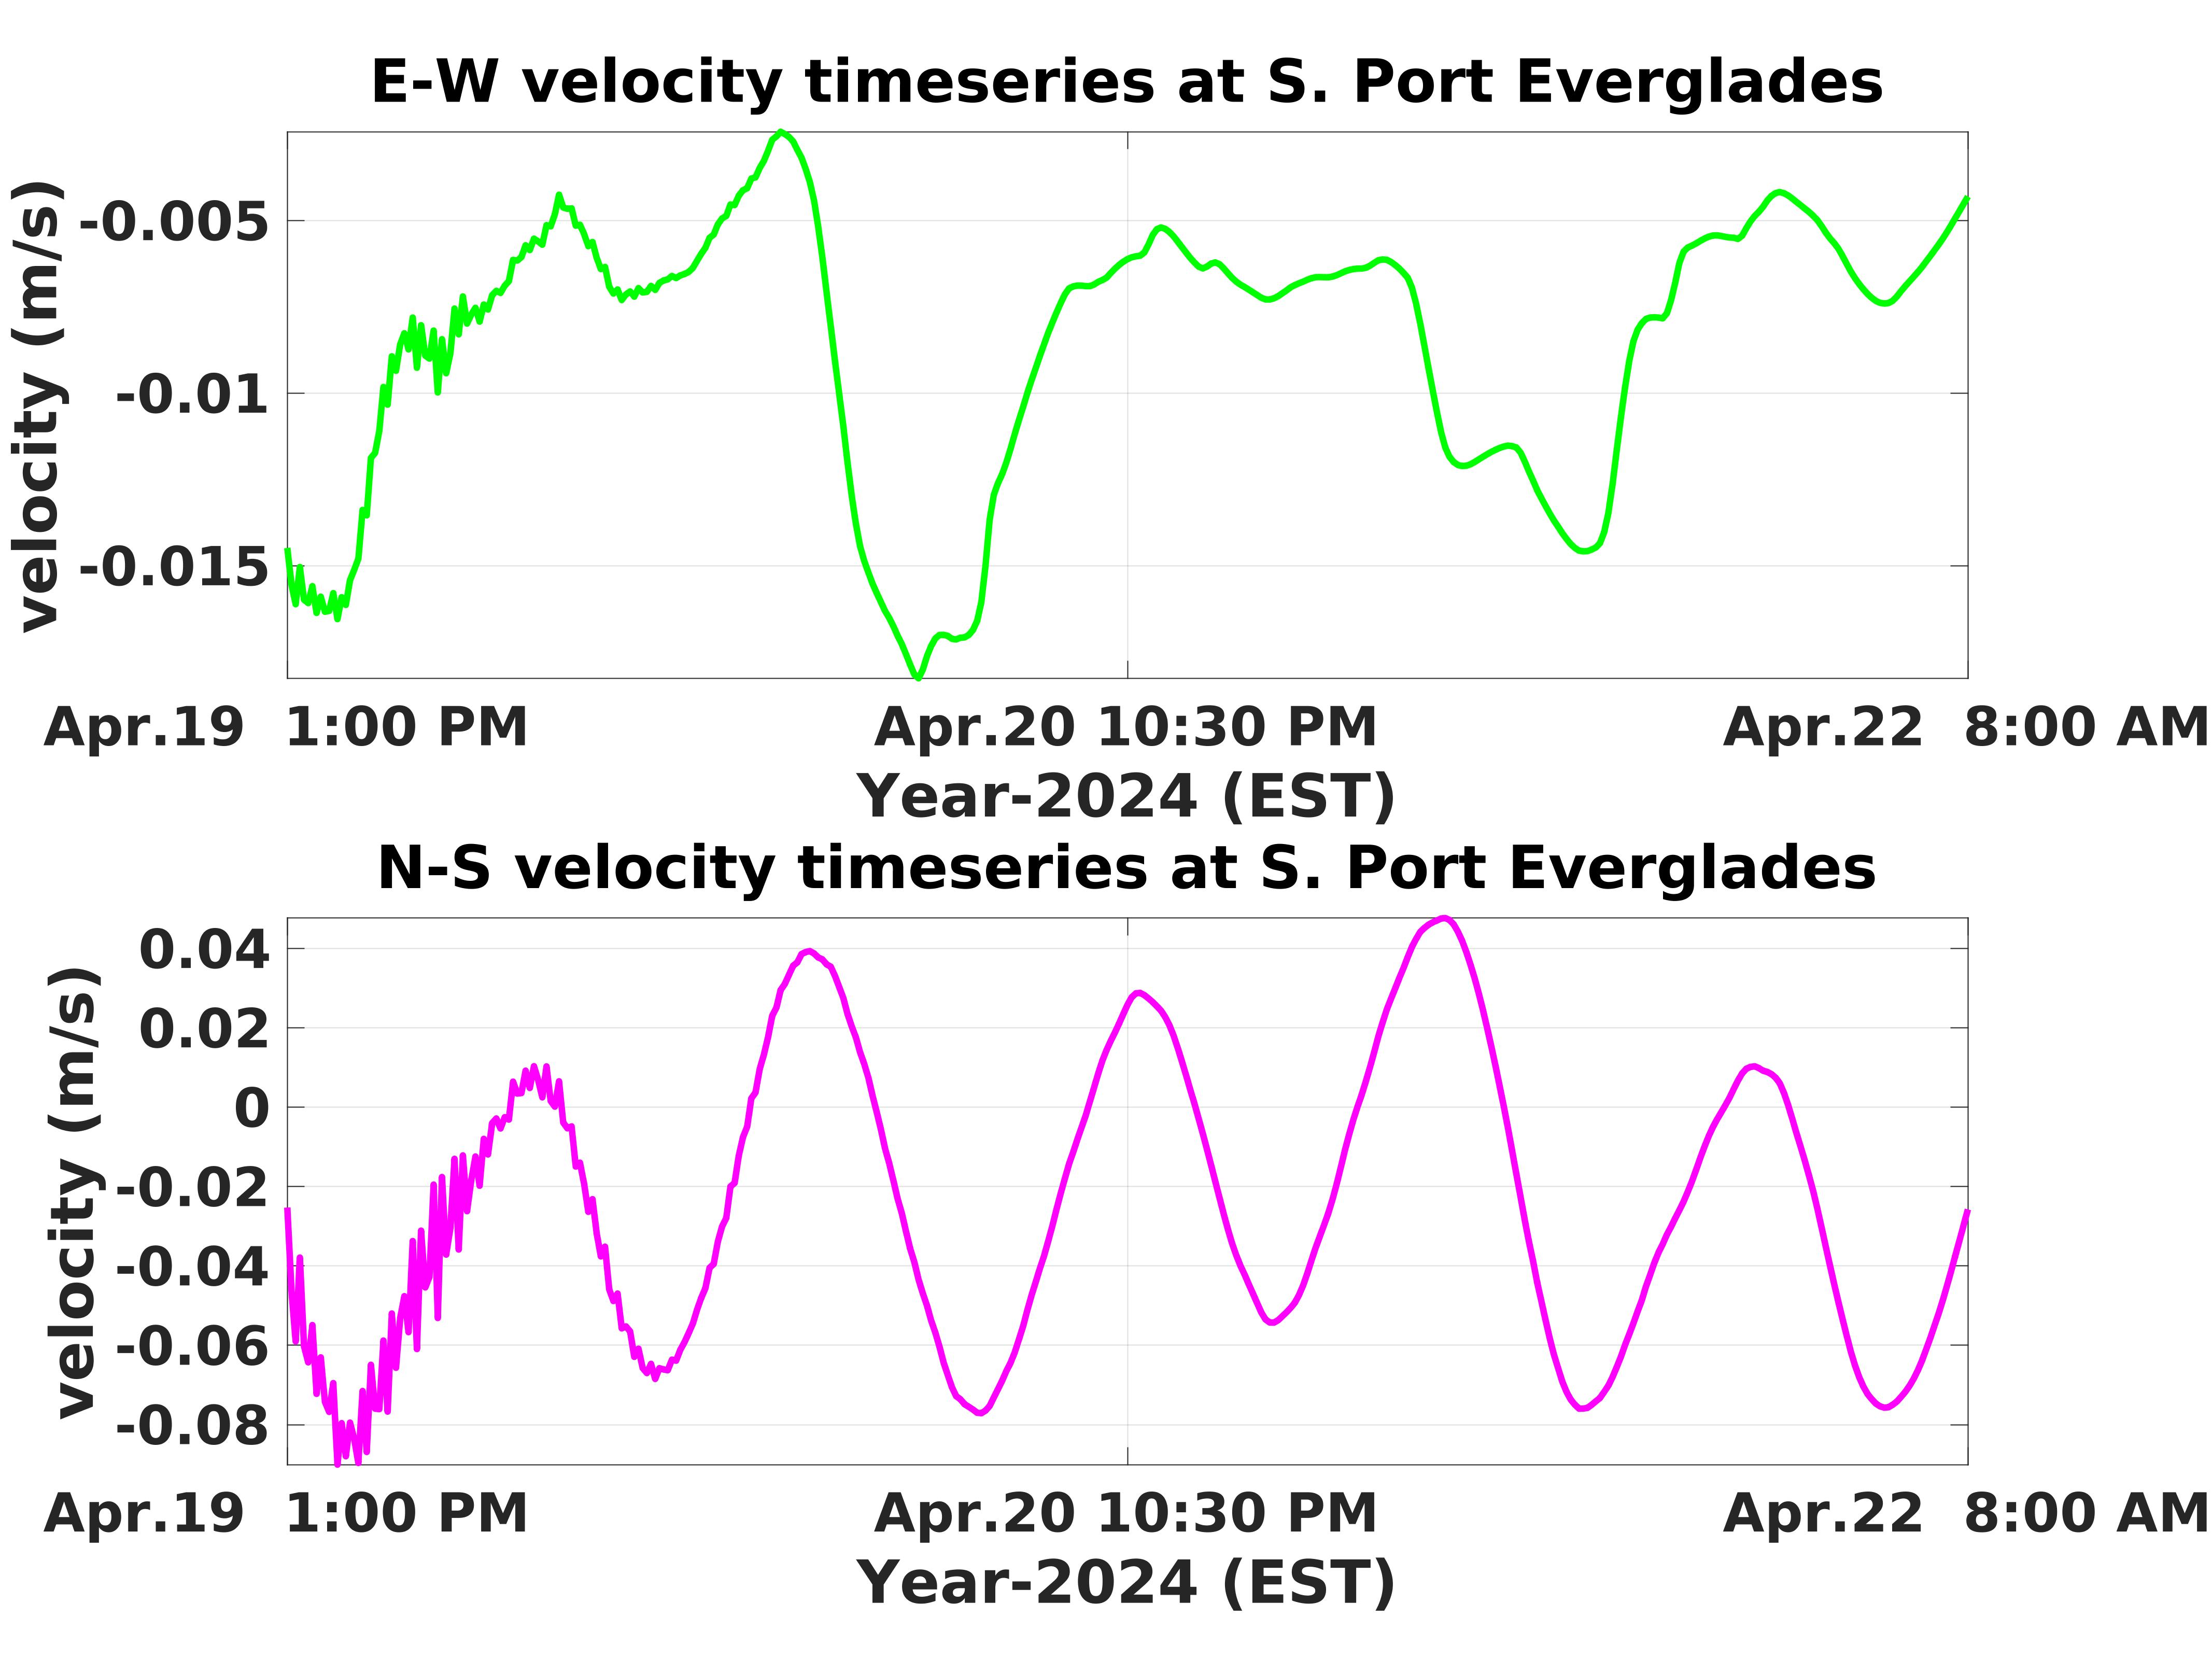 E-W velocity timeseries at S. Port Everglades
velocity (m/s)
-0.005
-0.01
-0.015
Apr.19  1:00 PM Apr.20 10:30 PM Apr.22  8:00 AM
Year-2024 (EST)
N-S velocity timeseries at S. Port Everglades
velocity (m/s)
0.04
0.02
0
-0.02
-0.04
-0.06
-0.08
Apr.19  1:00 PM Apr.20 10:30 PM Apr.22  8:00 AM
Year-2024 (EST)